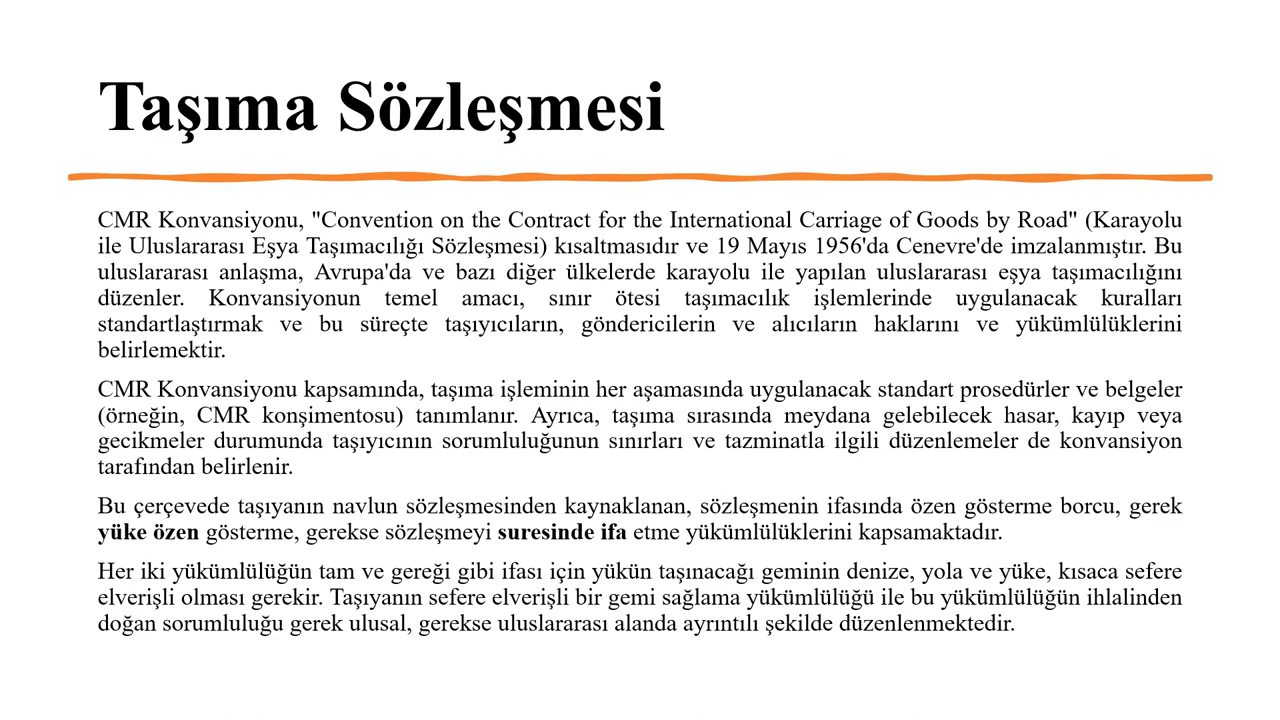 Taşıma Sözleşmesi
CMR Konvansiyonu, "Convention on the Contract for the International Carriage of Goods by Road" (Karayolu
ile Uluslararası Eşya Taşımacılığı Sözleşmesi) kısaltmasıdır ve 19 Mayıs 1956'da Cenevre'de imzalanmıştır. Bu
uluslararası anlaşma, Avrupa'da ve bazı diğer ülkelerde karayolu ile yapılan uluslararası eşya taşımacılığını
düzenler. Konvansiyonun temel amacı, sınır ötesi taşımacılık işlemlerinde uygulanacak kuralları
standartlaştırmak ve bu süreçte taşıyıcıların, göndericilerin ve alıcıların haklarını ve yükümlülüklerini
belirlemektir.
CMR Konvansiyonu kapsamında, taşıma işleminin her aşamasında uygulanacak standart prosedürler ve belgeler
(örneğin, CMR konşimentosu) tanımlanır. Ayrıca, taşıma sırasında meydana gelebilecek hasar, kayıp veya
gecikmeler durumunda taşıyıcının sorumluluğunun sınırları ve tazminatla ilgili düzenlemeler de konvansiyon
tarafından belirlenir.
Bu çerçevede taşıyanın navlun sözleşmesinden kaynaklanan, sözleşmenin ifasında özen gösterme borcu, gerek
yüke özen gösterme, gerekse sözleşmeyi suresinde ifa etme yükümlülüklerini kapsamaktadır.
Her iki yükümlülüğün tam ve gereği gibi ifası için yükün taşınacağı geminin denize, yola ve yüke, kısaca sefere
elverişli olması gerekir. Taşıyanın sefere elverişli bir gemi sağlama yükümlülüğü ile bu yükümlülüğün ihlalinden
doğan sorumluluğu gerek ulusal, gerekse uluslararası alanda ayrıntılı şekilde düzenlenmektedir.